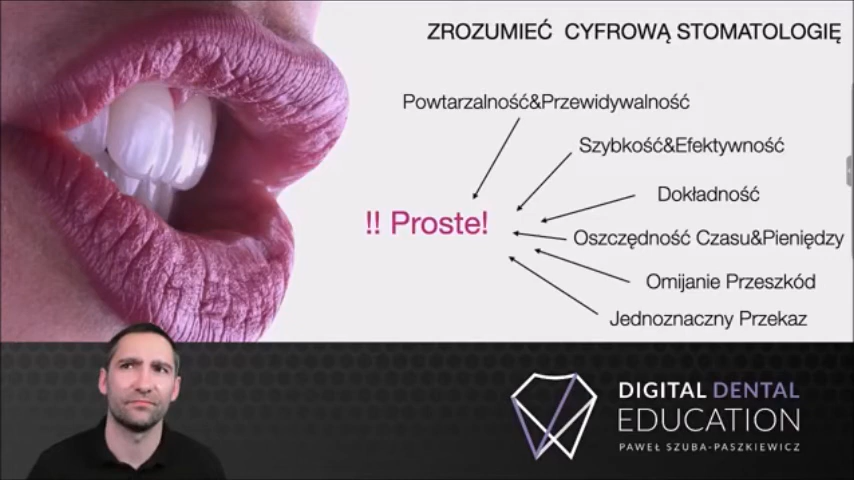 ZROZUMIEĆ CYFROWĄ STOMATOLOGIĘ
Powtarzalność&Przewidywalność
Szybkość&Efektywność
Dokładność
!! Proste!
Oszczędność Czasu&Pieniędzy
Omijanie Przeszkód
Jednoznaczny Przekaz
DIGITAL DENTAL
EDUCATION
PAWEŁ SZUBA-PASZKIEWICZ